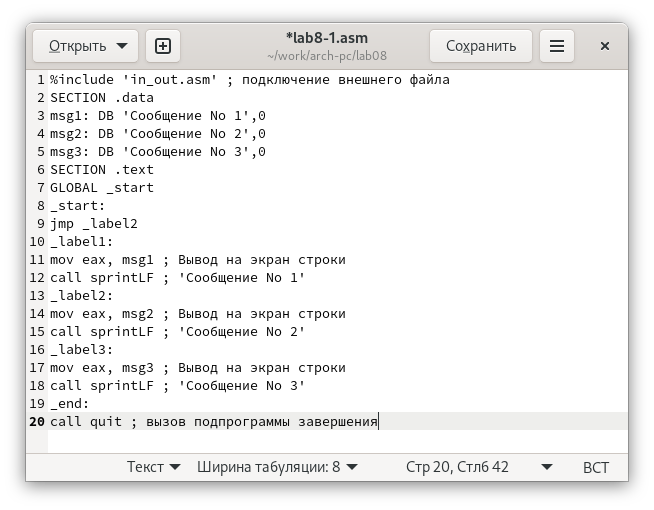 Открыть
*lab8-1.asm
~/work/arch-pc/lab08
Сохранить
1 %include 'in_out.asm' ; подключение внешнего файла
2 SECTION .data
3 msg1: DB 'Сообщение No 1',0
4 msg2: DB 'Сообщение No 2',0
5 msg3: DB 'Сообщение No 3',0
6 SECTION .text
7 GLOBAL _start
8 _start:
9 jmp _label2
10 _label1:
11 mov eax, msg1 ; Вывод на экран строки
12 call sprintLF ; 'Сообщение No 1'
13 _label2:
14 mov eax, msg2 ; Вывод на экран строки
15 call sprintLF ; 'Сообщение No 2'
16 _label3:
17 mov eax, msg3 ; Вывод на экран строки
18 call sprintLF ; 'Сообщение No 3'
19 _end:
20 call quit ; вызов подпрограммы завершения
Текст Ширина табуляции: 8 Стр 20, Стлб 42 ВСТ